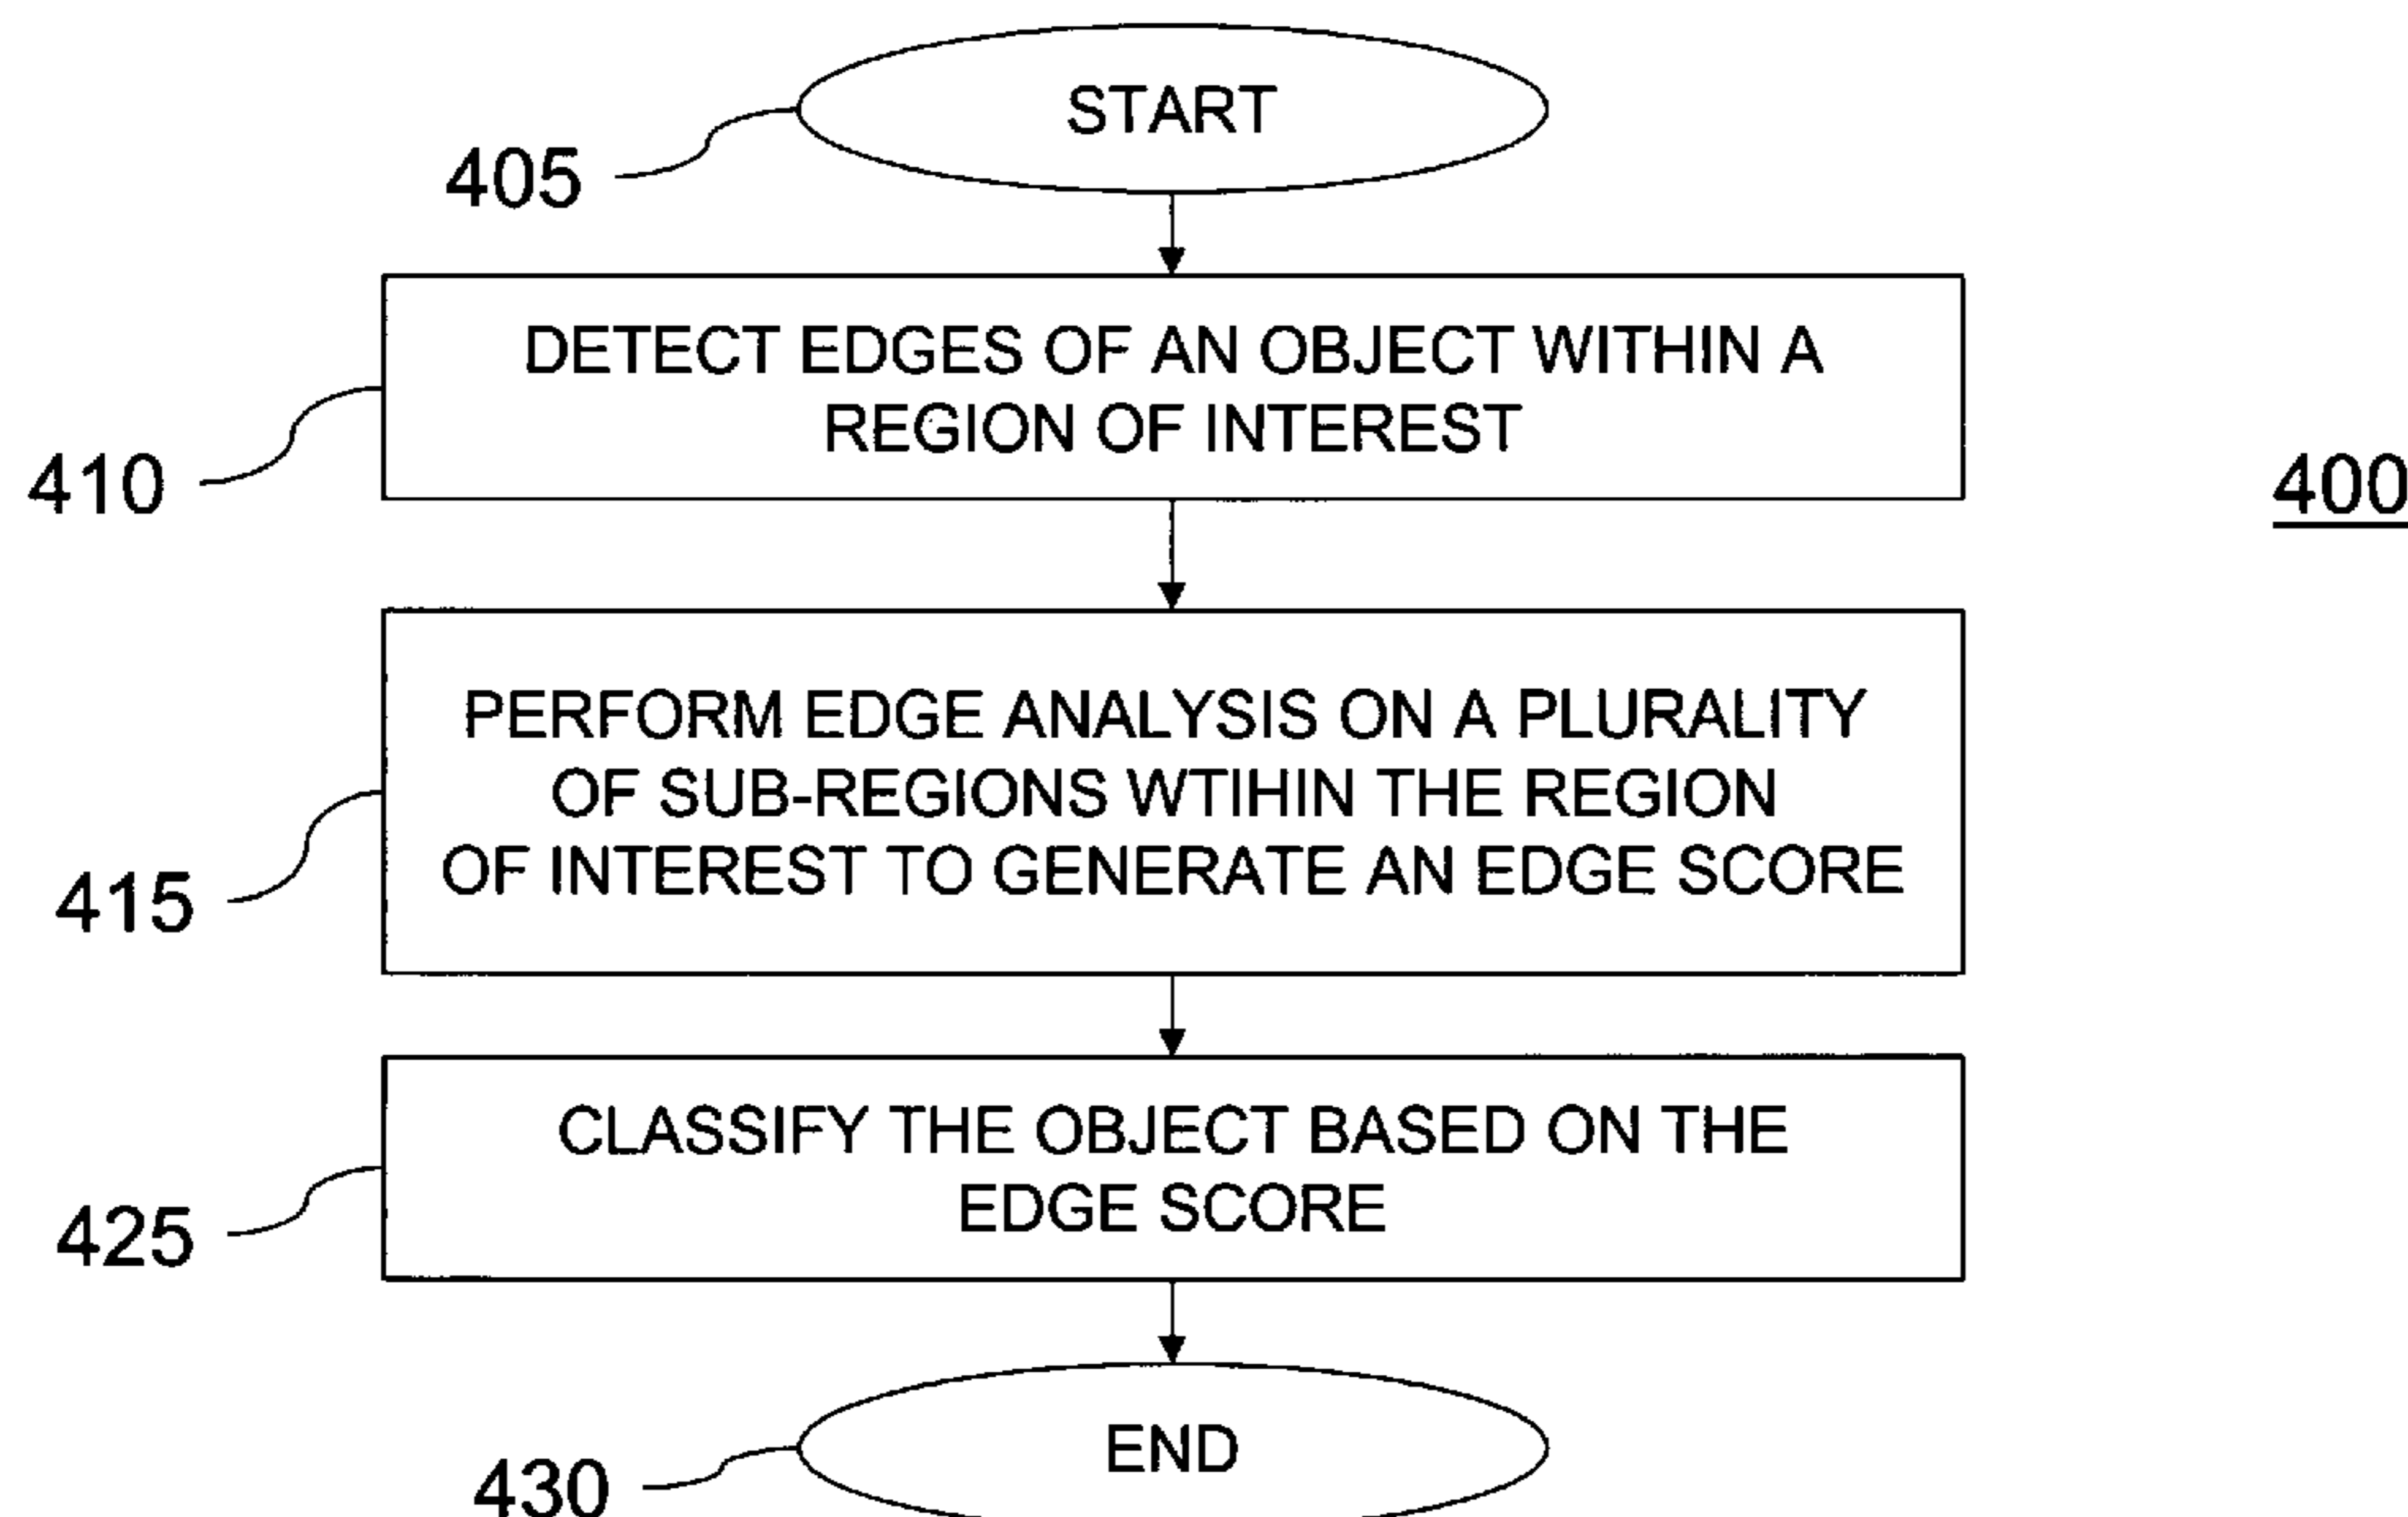 START
405
DETECT EDGES OF AN OBJECT WITHIN A
REGION OF INTEREST
410
400
PERFORM EDGE ANALYSIS ON A PLURALITY
OF SUB-REGIONS WTIHIN THE REGION
OF INTEREST TO GENERATE AN EDGE SCORE
415
CLASSIFY THE OBJECT BASED ON THE
EDGE SCORE
425
END
430